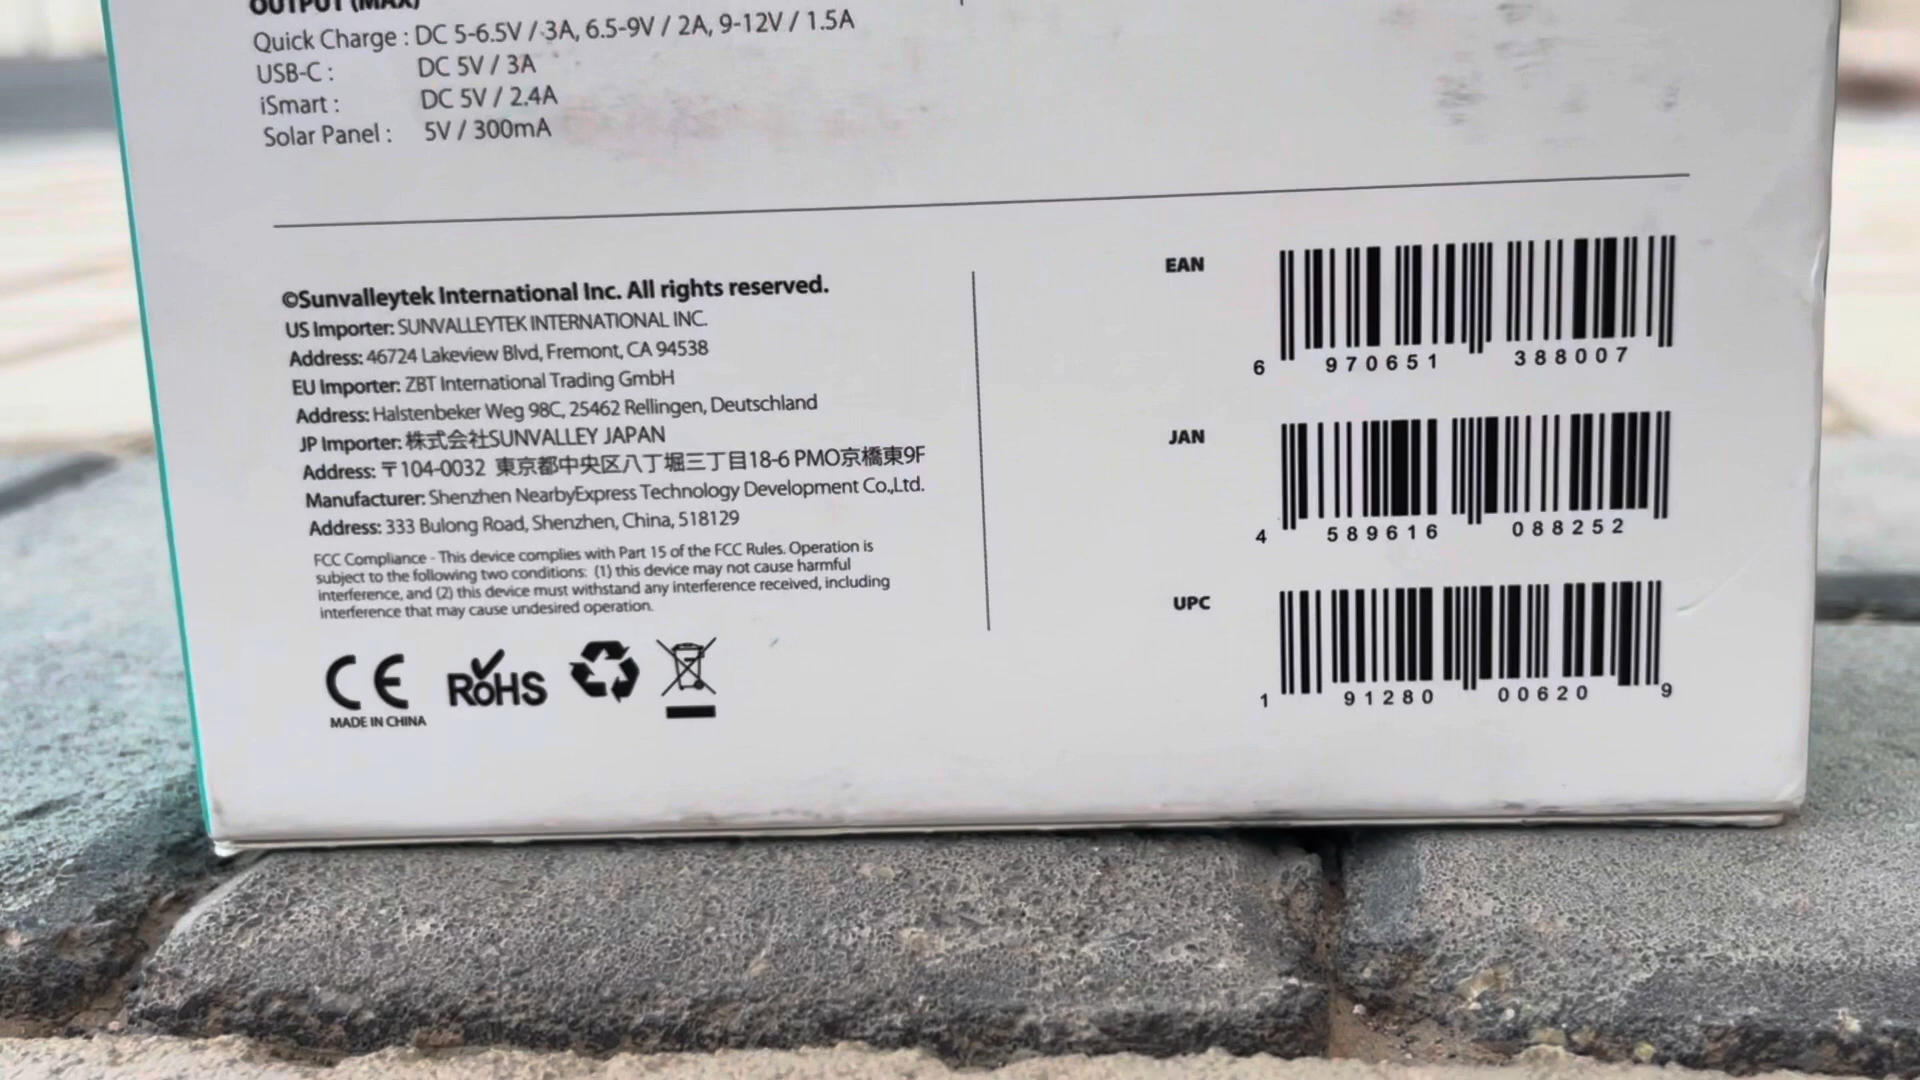 OUTPUT (MAX)
Quick Charge : DC 5-6.5V / 3A, 6.5-9V / 2A, 9-12V / 1.5A
USB-C : DC 5V / 3A
iSmart : DC 5V / 2.4A
Solar Panel : 5V / 300mA
©Sunvalleytek International Inc. All rights reserved.
US Importer: SUNVALLEYTEK INTERNATIONAL INC.
Address: 46724 Lakeview Blvd, Fremont, CA 94538
EU Importer: ZBT International Trading GmbH
Address: Halstenbeker Weg 98C, 25462 Rellingen, Deutschland
JP Importer: 株式会社SUNVALLEY JAPAN
Address: 〒104-0032 東京都中央区八丁堀三丁目18-6 PMO京橋東9F
Manufacturer: Shenzhen NearbyExpress Technology Development Co.,Ltd.
Address: 333 Bulong Road, Shenzhen, China, 518129
FCC Compliance - This device complies with Part 15 of the FCC Rules. Operation is
subject to the following two conditions: (1) this device may not cause harmful
interference, and (2) this device must withstand any interference received, including
interference that may cause undesired operation.
CE RoHS
MADE IN CHINA
EAN
6 970651 388007
JAN
4 589616 088252
UPC
1 91280 00620 9